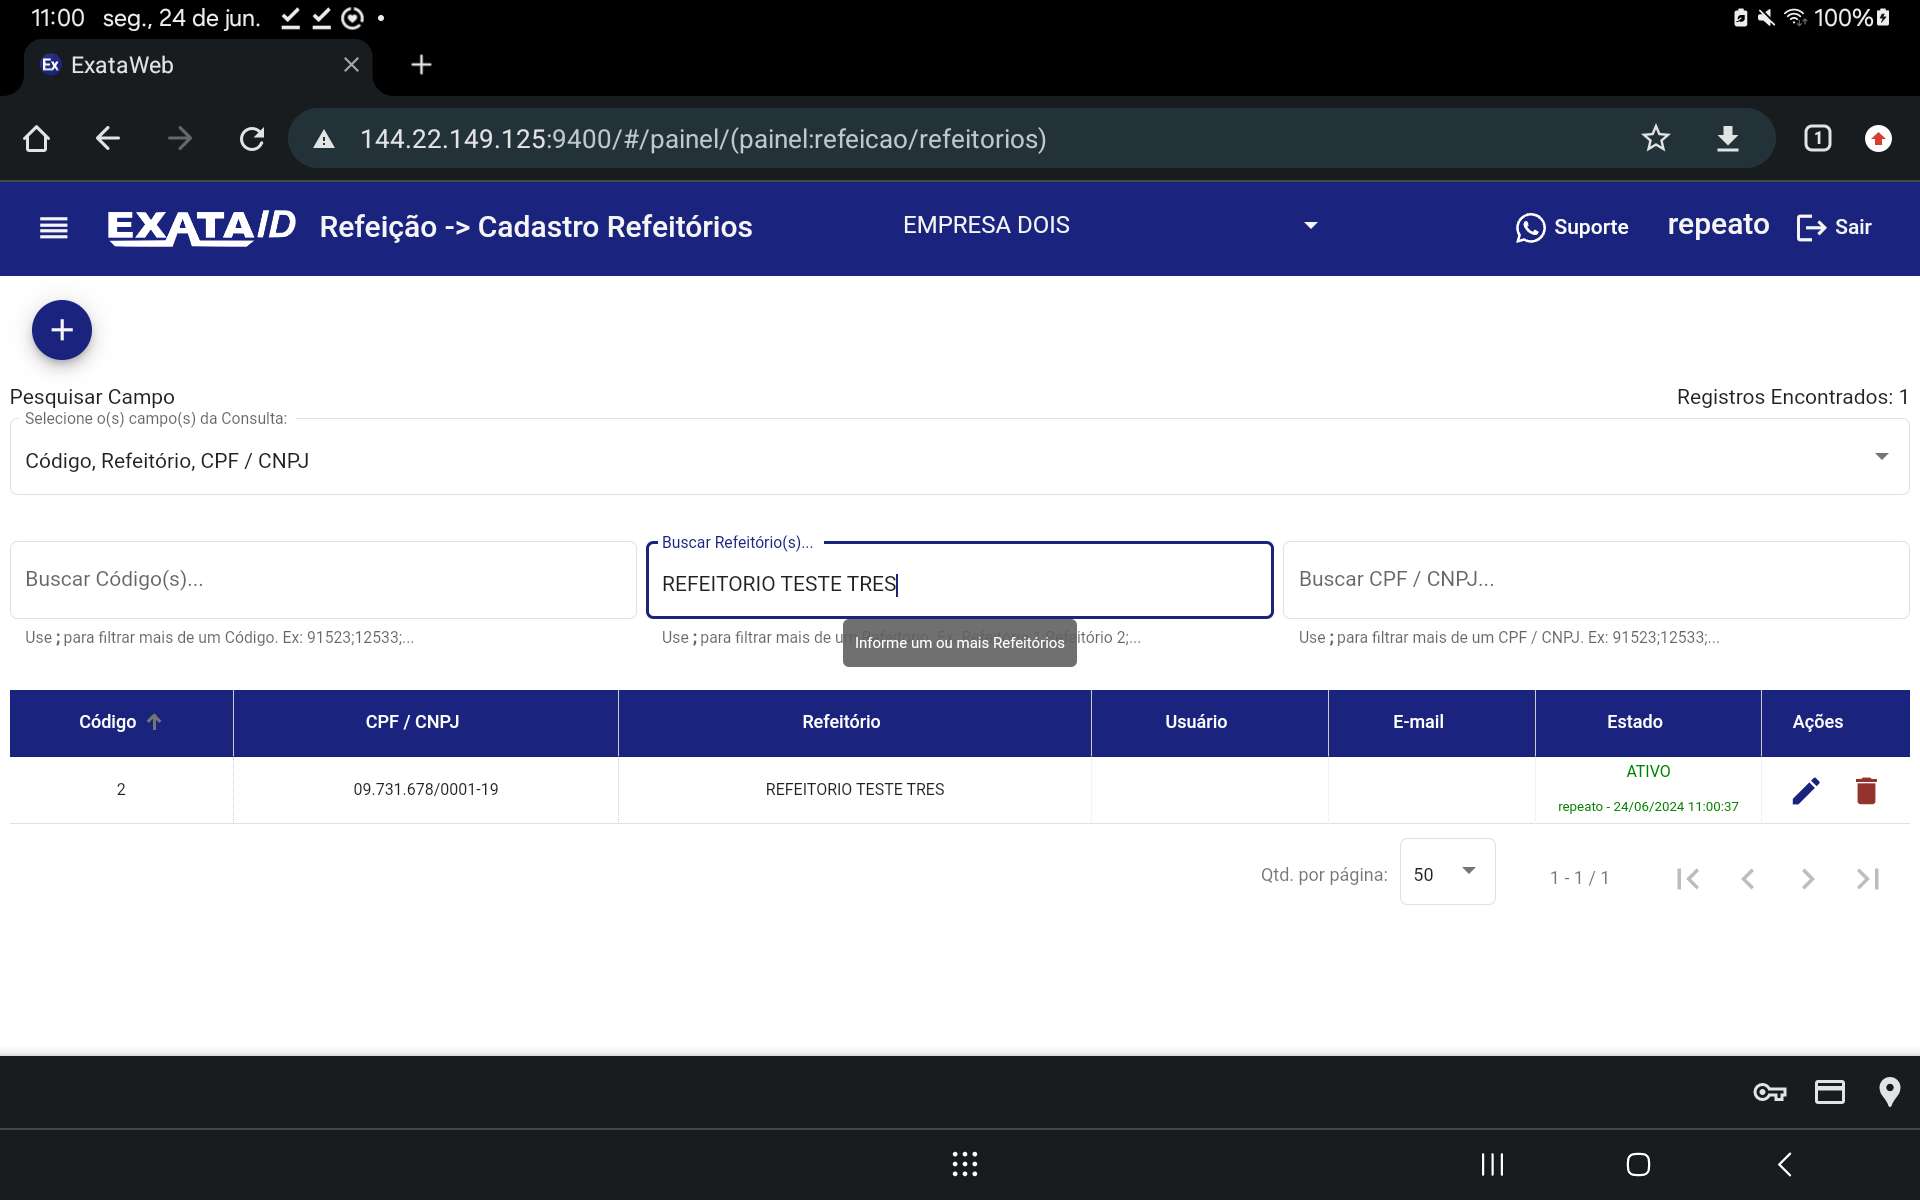 11:00 seg., 24 de jun. 100%
Ex ExataWeb
144.22.149.125:9400/#/painel/(painel:refeicao/refeitorios) 1
EXATA/D Refeição -> Cadastro Refeitórios EMPRESA DOIS Suporte repeato Sair
+
Pesquisar Campo Registros Encontrados: 1
Selecione o(s) campo(s) da Consulta:
Código, Refeitório, CPF / CNPJ
Buscar Refeitório(s)...
Buscar Código(s)... REFEITORIO TESTE TRES Buscar CPF / CNPJ...
Use ; para filtrar mais de um Código. Ex: 91523;12533;... Use ; para filtrar mais de um Refeitório 2;... Use ; para filtrar mais de um CPF / CNPJ. Ex: 91523;12533;...
Informe um ou mais Refeitórios
Código CPF / CNPJ Refeitório Usuário E-mail Estado Ações
2 09.731.678/0001-19 REFEITORIO TESTE TRES ATIVO
repeato - 24/06/2024 11:00:37
Qtd. por página: 50 1 - 1 / 1